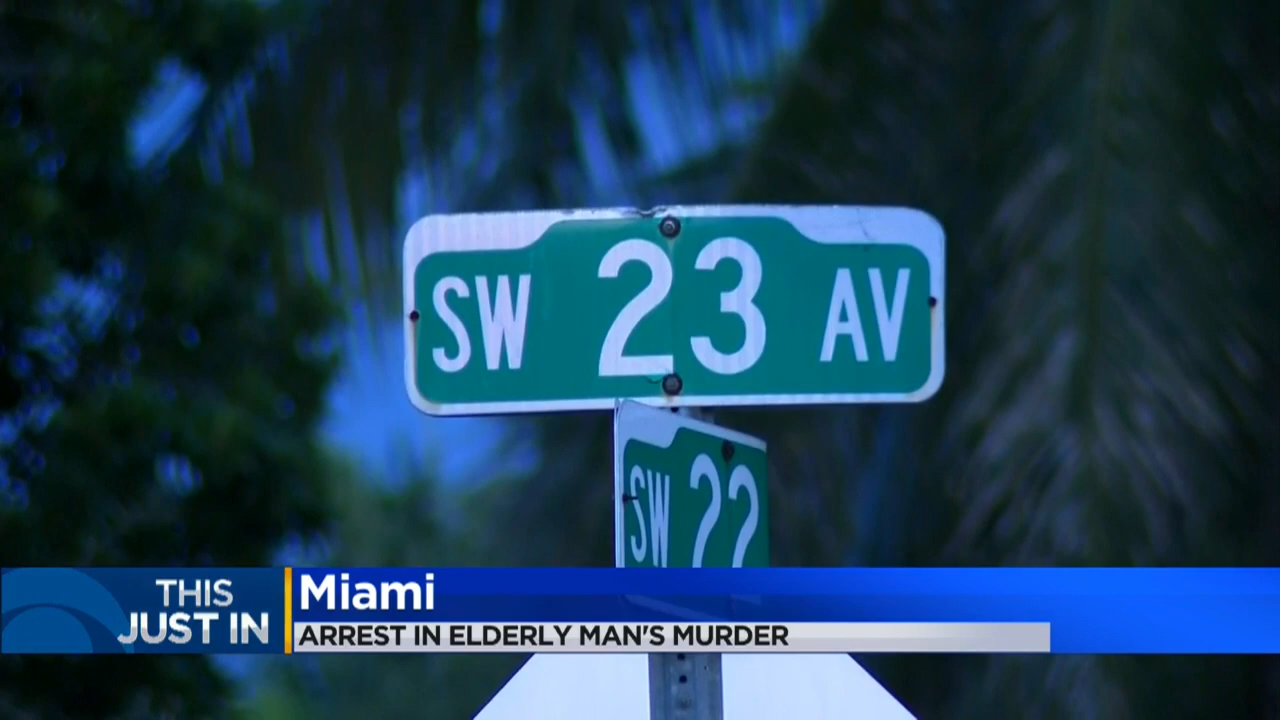 SW 23 AV
SW 22
THIS
JUST IN
Miami
ARREST IN ELDERLY MAN'S MURDER